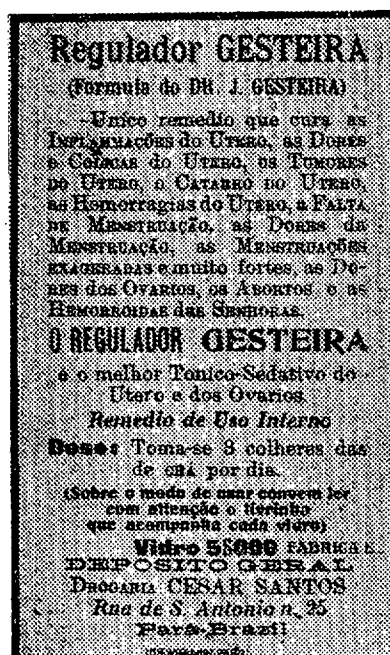 Regulador GESTEIRA
(Formula do DR. J. GESTEIRA)
-Unico remedio que cura as
INFLAMMAÇÕES do UTERO, as DORES
e COLICAS do UTERO, os TUMORES
DO UTERO, o CATARRO DO UTERO,
as Hemorragias do UTERO, a FALTA
DE MENSTRUAÇÃO, as DORES da
MENSTRUAÇÃO, as MENSTRUAÇÕES
EXAGERADAS e muito fortes, as DO-
RES dos OVARIOS, os ABORTOS e as
HEMORROIDAS das SENHORAS.
O REGULADOR GESTEIRA
é o melhor Tonico-Sedativo do
Utero e dos Ovarios.
Remedio de Uso Interno
Dose: Toma-se 3 colheres das
de CHÁ por dia.
(Sobre o modo de usar convem ler
com attenção o livrinho
que acompanha cada vidro)
Vidro 5$000 FABRICA E
DEPOSITO GERAL
DROGARIA CESAR SANTOS
Rua de S. Antonio n. 25
Pará-Brazil